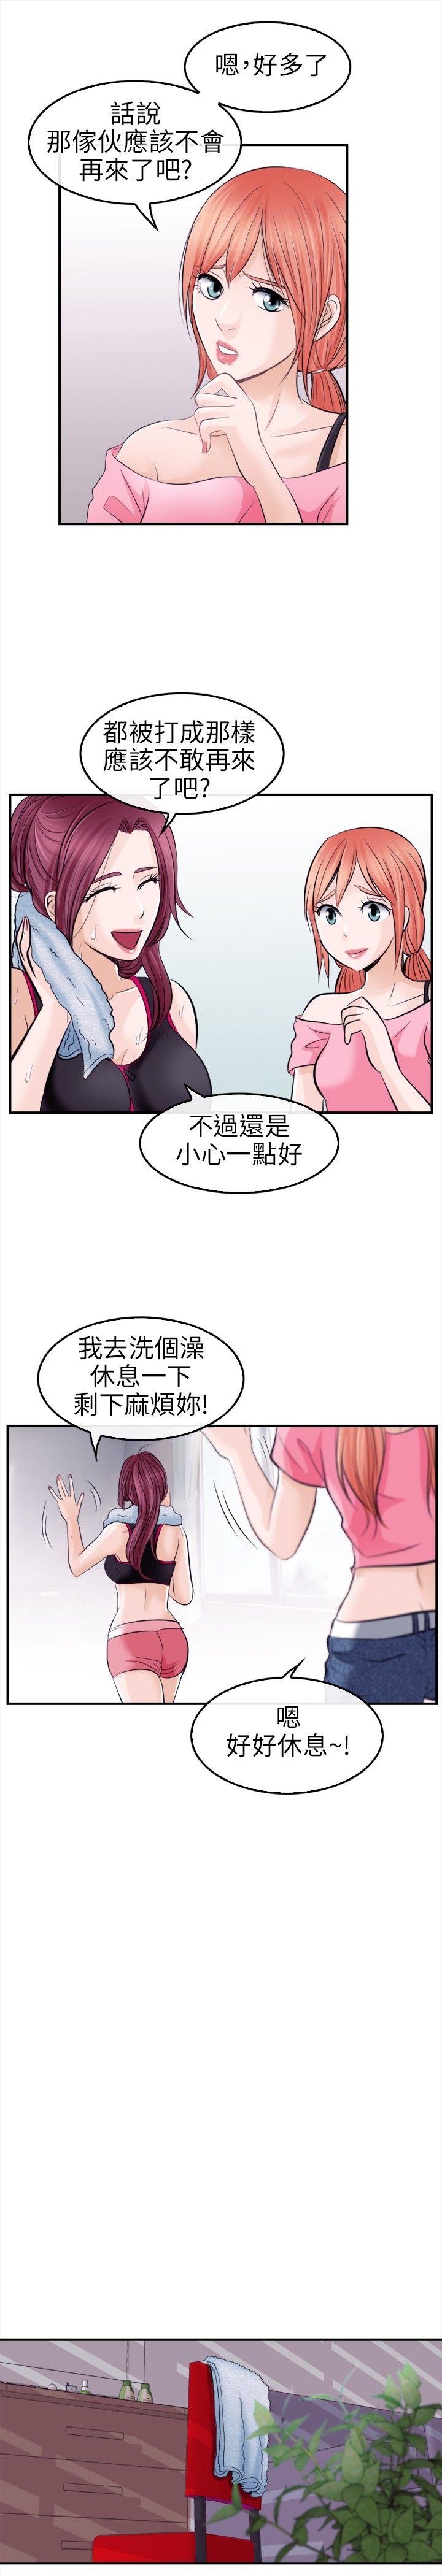 嗯，好多了
話說
那傢伙應該不會
再來了吧?
都被打成那樣
應該不敢再來
了吧?
不過還是
小心一點好
我去洗個澡
休息一下
剩下麻煩妳!
嗯
好好休息~!